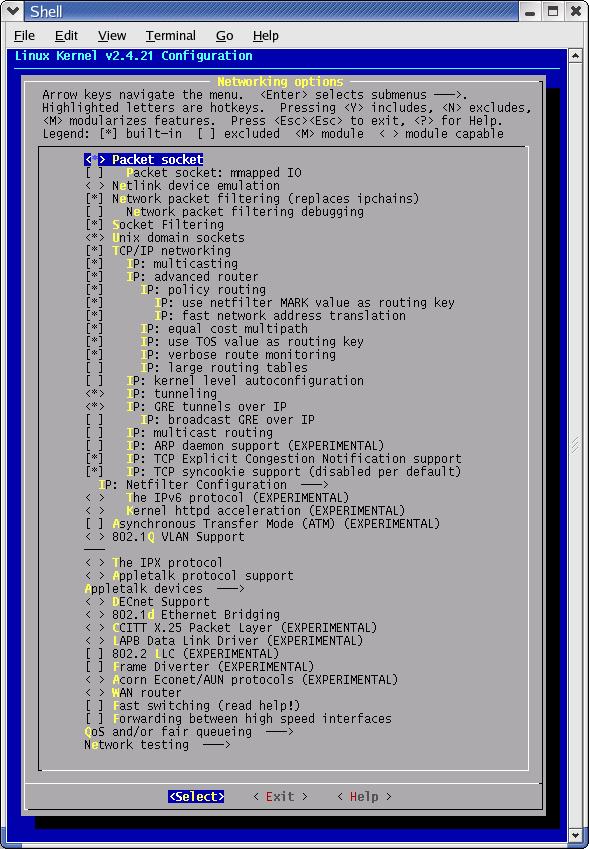 Shell
File Edit View Terminal Go Help
Linux Kernel v2.4.21 Configuration
Networking options
Arrow keys navigate the menu. <Enter> selects submenus --->.
Highlighted letters are hotkeys. Pressing <Y> includes, <N> excludes,
<M> modularizes features. Press <Esc><Esc> to exit, <?> for Help.
Legend: [*] built-in [ ] excluded <M> module < > module capable
<*> Packet socket
[ ] Packet socket: mmapped IO
< > Netlink device emulation
[*] Network packet filtering (replaces ipchains)
[ ] Network packet filtering debugging
[*] Socket Filtering
<*> Unix domain sockets
[*] TCP/IP networking
[*] IP: multicasting
[*] IP: advanced router
[*] IP: policy routing
[*] IP: use netfilter MARK value as routing key
[*] IP: fast network address translation
[*] IP: equal cost multipath
[*] IP: use TOS value as routing key
[*] IP: verbose route monitoring
[ ] IP: large routing tables
[ ] IP: kernel level autoconfiguration
<*> IP: tunneling
<*> IP: GRE tunnels over IP
[ ] IP: broadcast GRE over IP
[ ] IP: multicast routing
[ ] IP: ARP daemon support (EXPERIMENTAL)
[*] IP: TCP Explicit Congestion Notification support
[*] IP: TCP syncookie support (disabled per default)
IP: Netfilter Configuration --->
< > The IPv6 protocol (EXPERIMENTAL)
< > Kernel httpd acceleration (EXPERIMENTAL)
[ ] Asynchronous Transfer Mode (ATM) (EXPERIMENTAL)
< > 802.1Q VLAN Support
---
< > The IPX protocol
< > Appletalk protocol support
Appletalk devices --->
< > DECnet Support
< > 802.1d Ethernet Bridging
< > CCITT X.25 Packet Layer (EXPERIMENTAL)
< > LAPB Data Link Driver (EXPERIMENTAL)
[ ] 802.2 LLC (EXPERIMENTAL)
[ ] Frame Diverter (EXPERIMENTAL)
< > Acorn Econet/AUN protocols (EXPERIMENTAL)
< > WAN router
[ ] Fast switching (read help!)
[ ] Forwarding between high speed interfaces
QoS and/or fair queueing --->
Network testing --->
<Select> < Exit > < Help >